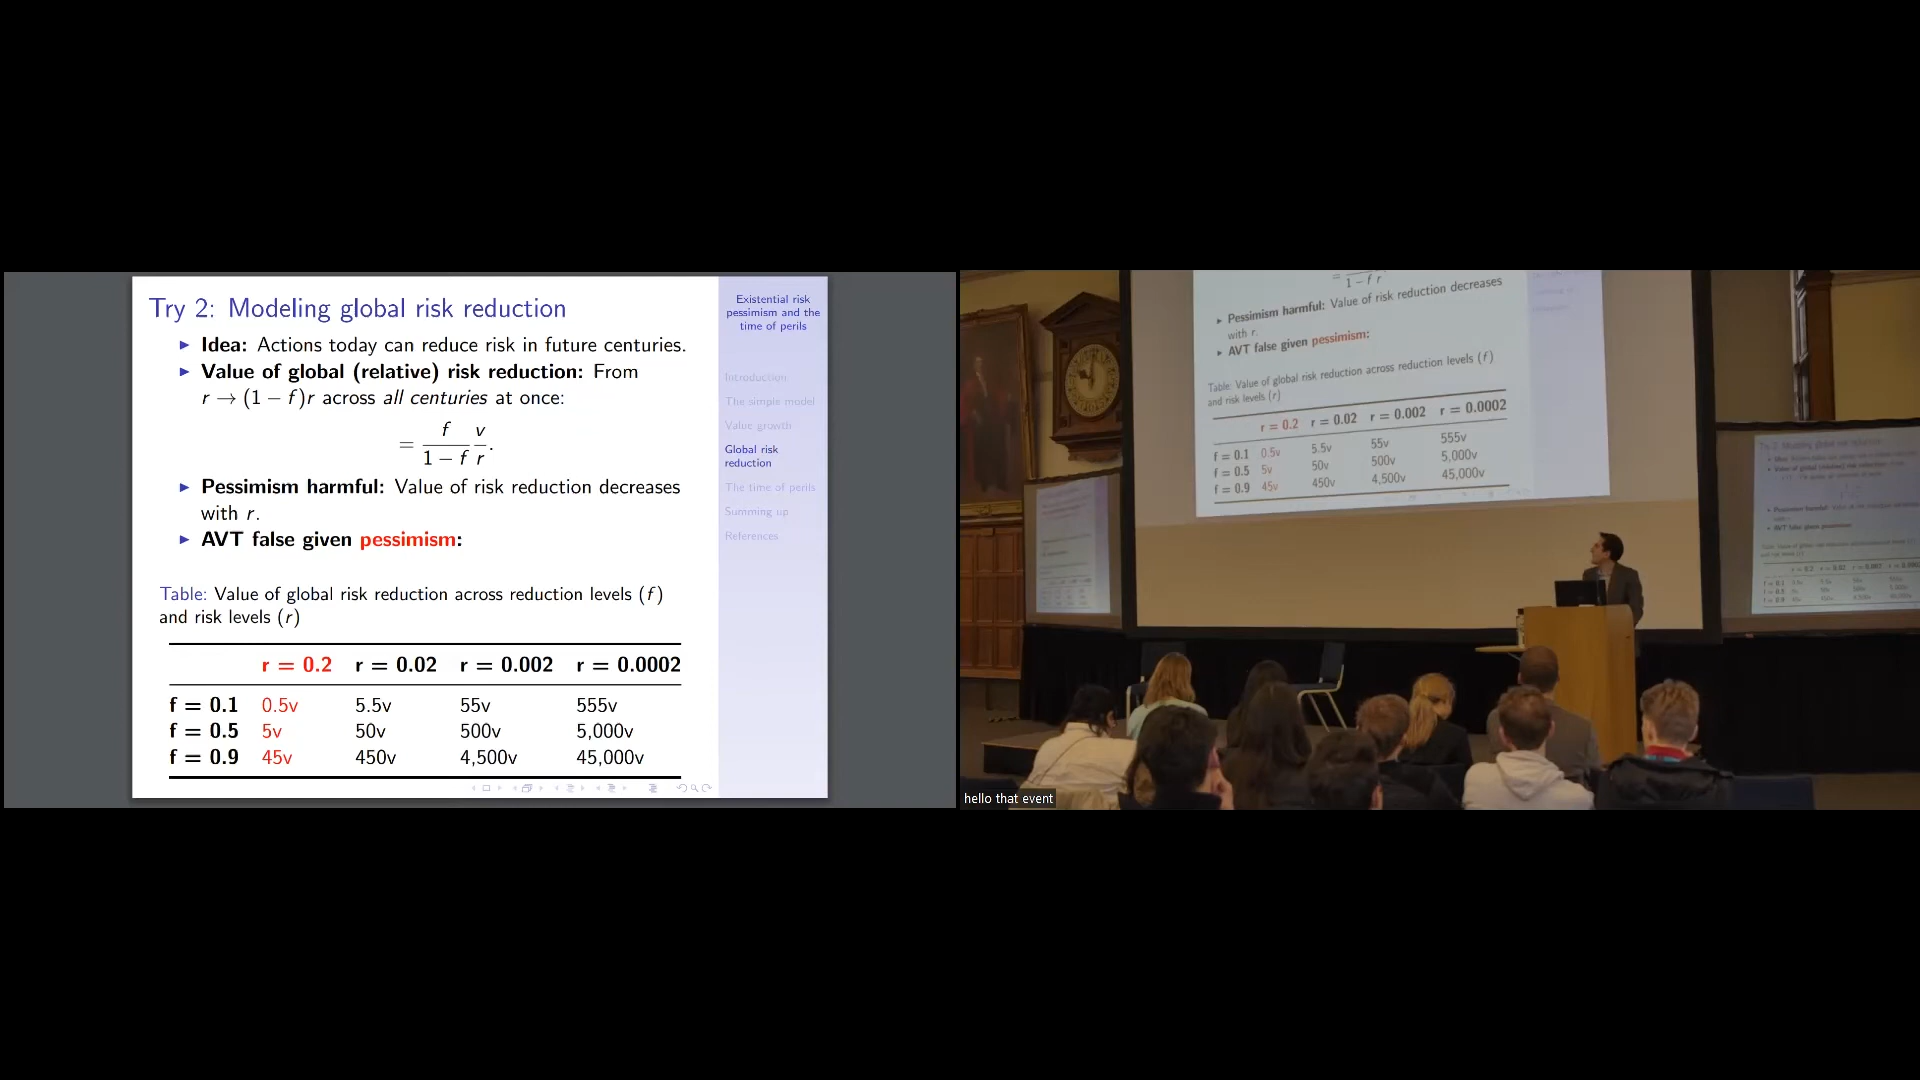 Try 2: Modeling global risk reduction
▶ Idea: Actions today can reduce risk in future centuries.
▶ Value of global (relative) risk reduction: From
r → (1 − f)r across all centuries at once:
= f/(1 − f) v/r.
▶ Pessimism harmful: Value of risk reduction decreases
with r.
▶ AVT false given pessimism:
Table: Value of global risk reduction across reduction levels (f)
and risk levels (r)
r = 0.2 r = 0.02 r = 0.002 r = 0.0002
f = 0.1 0.5v 5.5v 55v 555v
f = 0.5 5v 50v 500v 5,000v
f = 0.9 45v 450v 4,500v 45,000v
Existential risk
pessimism and the
time of perils
Introduction
The simple model
Value growth
Global risk
reduction
The time of perils
Summing up
References
= 1 − f r
▸ Pessimism harmful: Value of risk reduction decreases
with r.
▸ AVT false given pessimism:
Table: Value of global risk reduction across reduction levels (f)
and risk levels (r)
r = 0.2 r = 0.02 r = 0.002 r = 0.0002
f = 0.1 0.5v 5.5v 55v 555v
f = 0.5 5v 50v 500v 5,000v
f = 0.9 45v 450v 4,500v 45,000v
hello that event